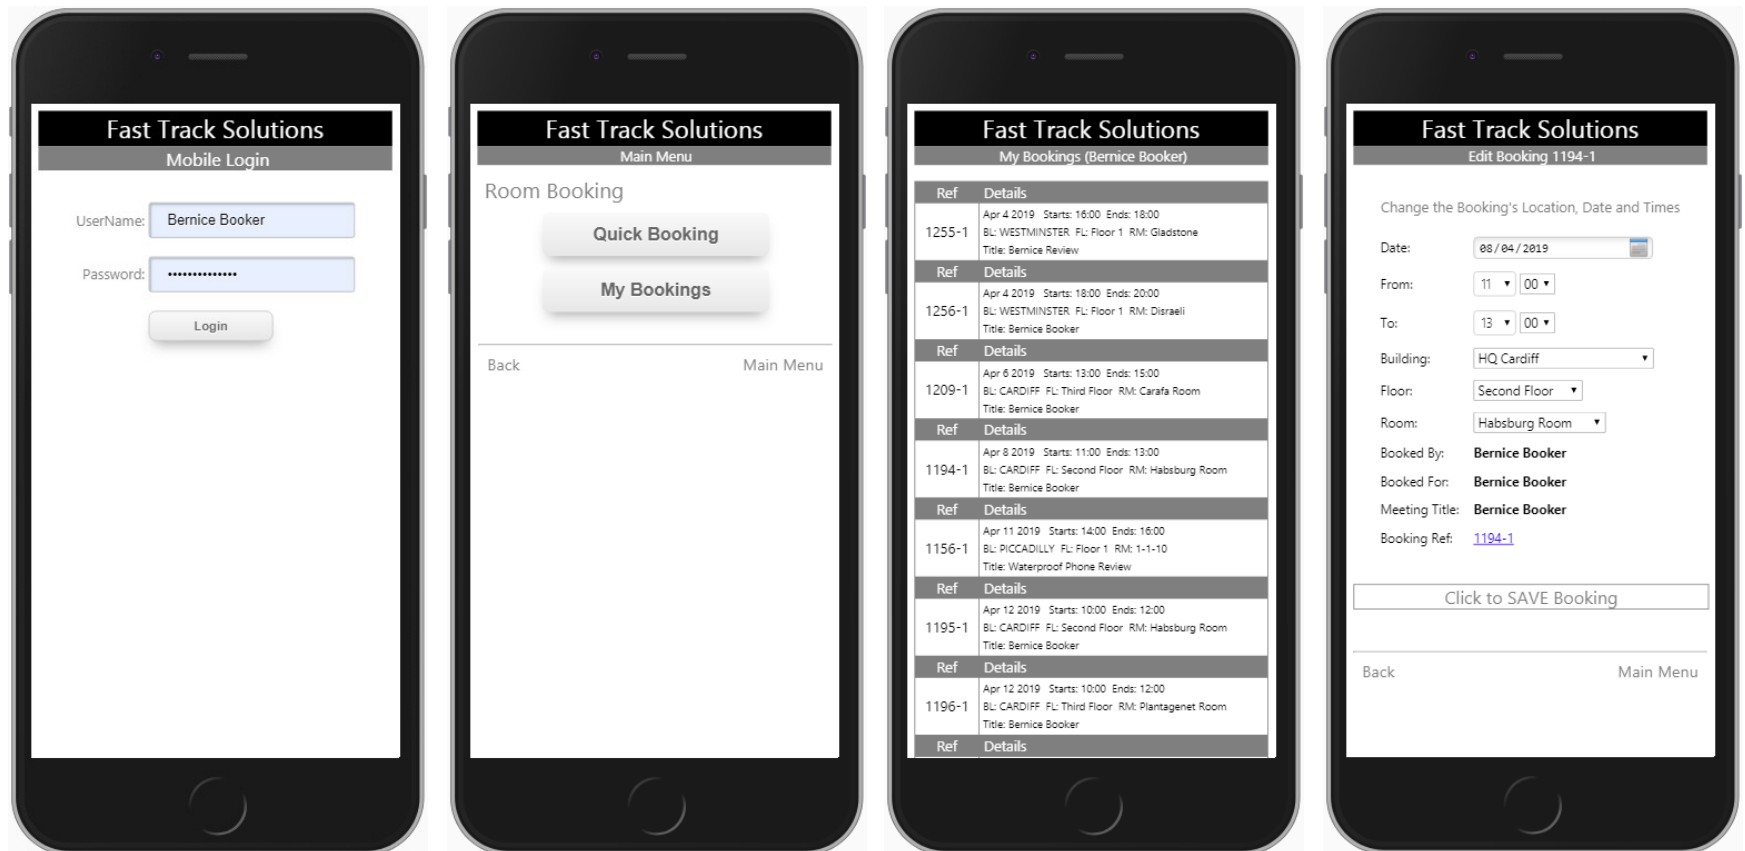 Fast Track Solutions
Mobile Login
UserName: Bernice Booker
Password: ••••••••••••••
Login
Fast Track Solutions
Main Menu
Room Booking
Quick Booking
My Bookings
Back Main Menu
Fast Track Solutions
My Bookings (Bernice Booker)
Ref Details
Apr 4 2019 Starts: 16:00 Ends: 18:00
1255-1 BL: WESTMINSTER FL: Floor 1 RM: Gladstone
Title: Bernice Review
Ref Details
Apr 4 2019 Starts: 18:00 Ends: 20:00
1256-1 BL: WESTMINSTER FL: Floor 1 RM: Disraeli
Title: Bernice Booker
Ref Details
Apr 6 2019 Starts: 13:00 Ends: 15:00
1209-1 BL: CARDIFF FL: Third Floor RM: Carafa Room
Title: Bernice Booker
Ref Details
Apr 8 2019 Starts: 11:00 Ends: 13:00
1194-1 BL: CARDIFF FL: Second Floor RM: Habsburg Room
Title: Bernice Booker
Ref Details
Apr 11 2019 Starts: 14:00 Ends: 16:00
1156-1 BL: PICCADILLY FL: Floor 1 RM: 1-1-10
Title: Waterproof Phone Review
Ref Details
Apr 12 2019 Starts: 10:00 Ends: 12:00
1195-1 BL: CARDIFF FL: Second Floor RM: Habsburg Room
Title: Bernice Booker
Ref Details
Apr 12 2019 Starts: 10:00 Ends: 12:00
1196-1 BL: CARDIFF FL: Third Floor RM: Plantagenet Room
Title: Bernice Booker
Ref Details
Fast Track Solutions
Edit Booking 1194-1
Change the Booking's Location, Date and Times
Date: 08/04/2019
From: 11 00
To: 13 00
Building: HQ Cardiff
Floor: Second Floor
Room: Habsburg Room
Booked By: Bernice Booker
Booked For: Bernice Booker
Meeting Title: Bernice Booker
Booking Ref: 1194-1
Click to SAVE Booking
Back Main Menu